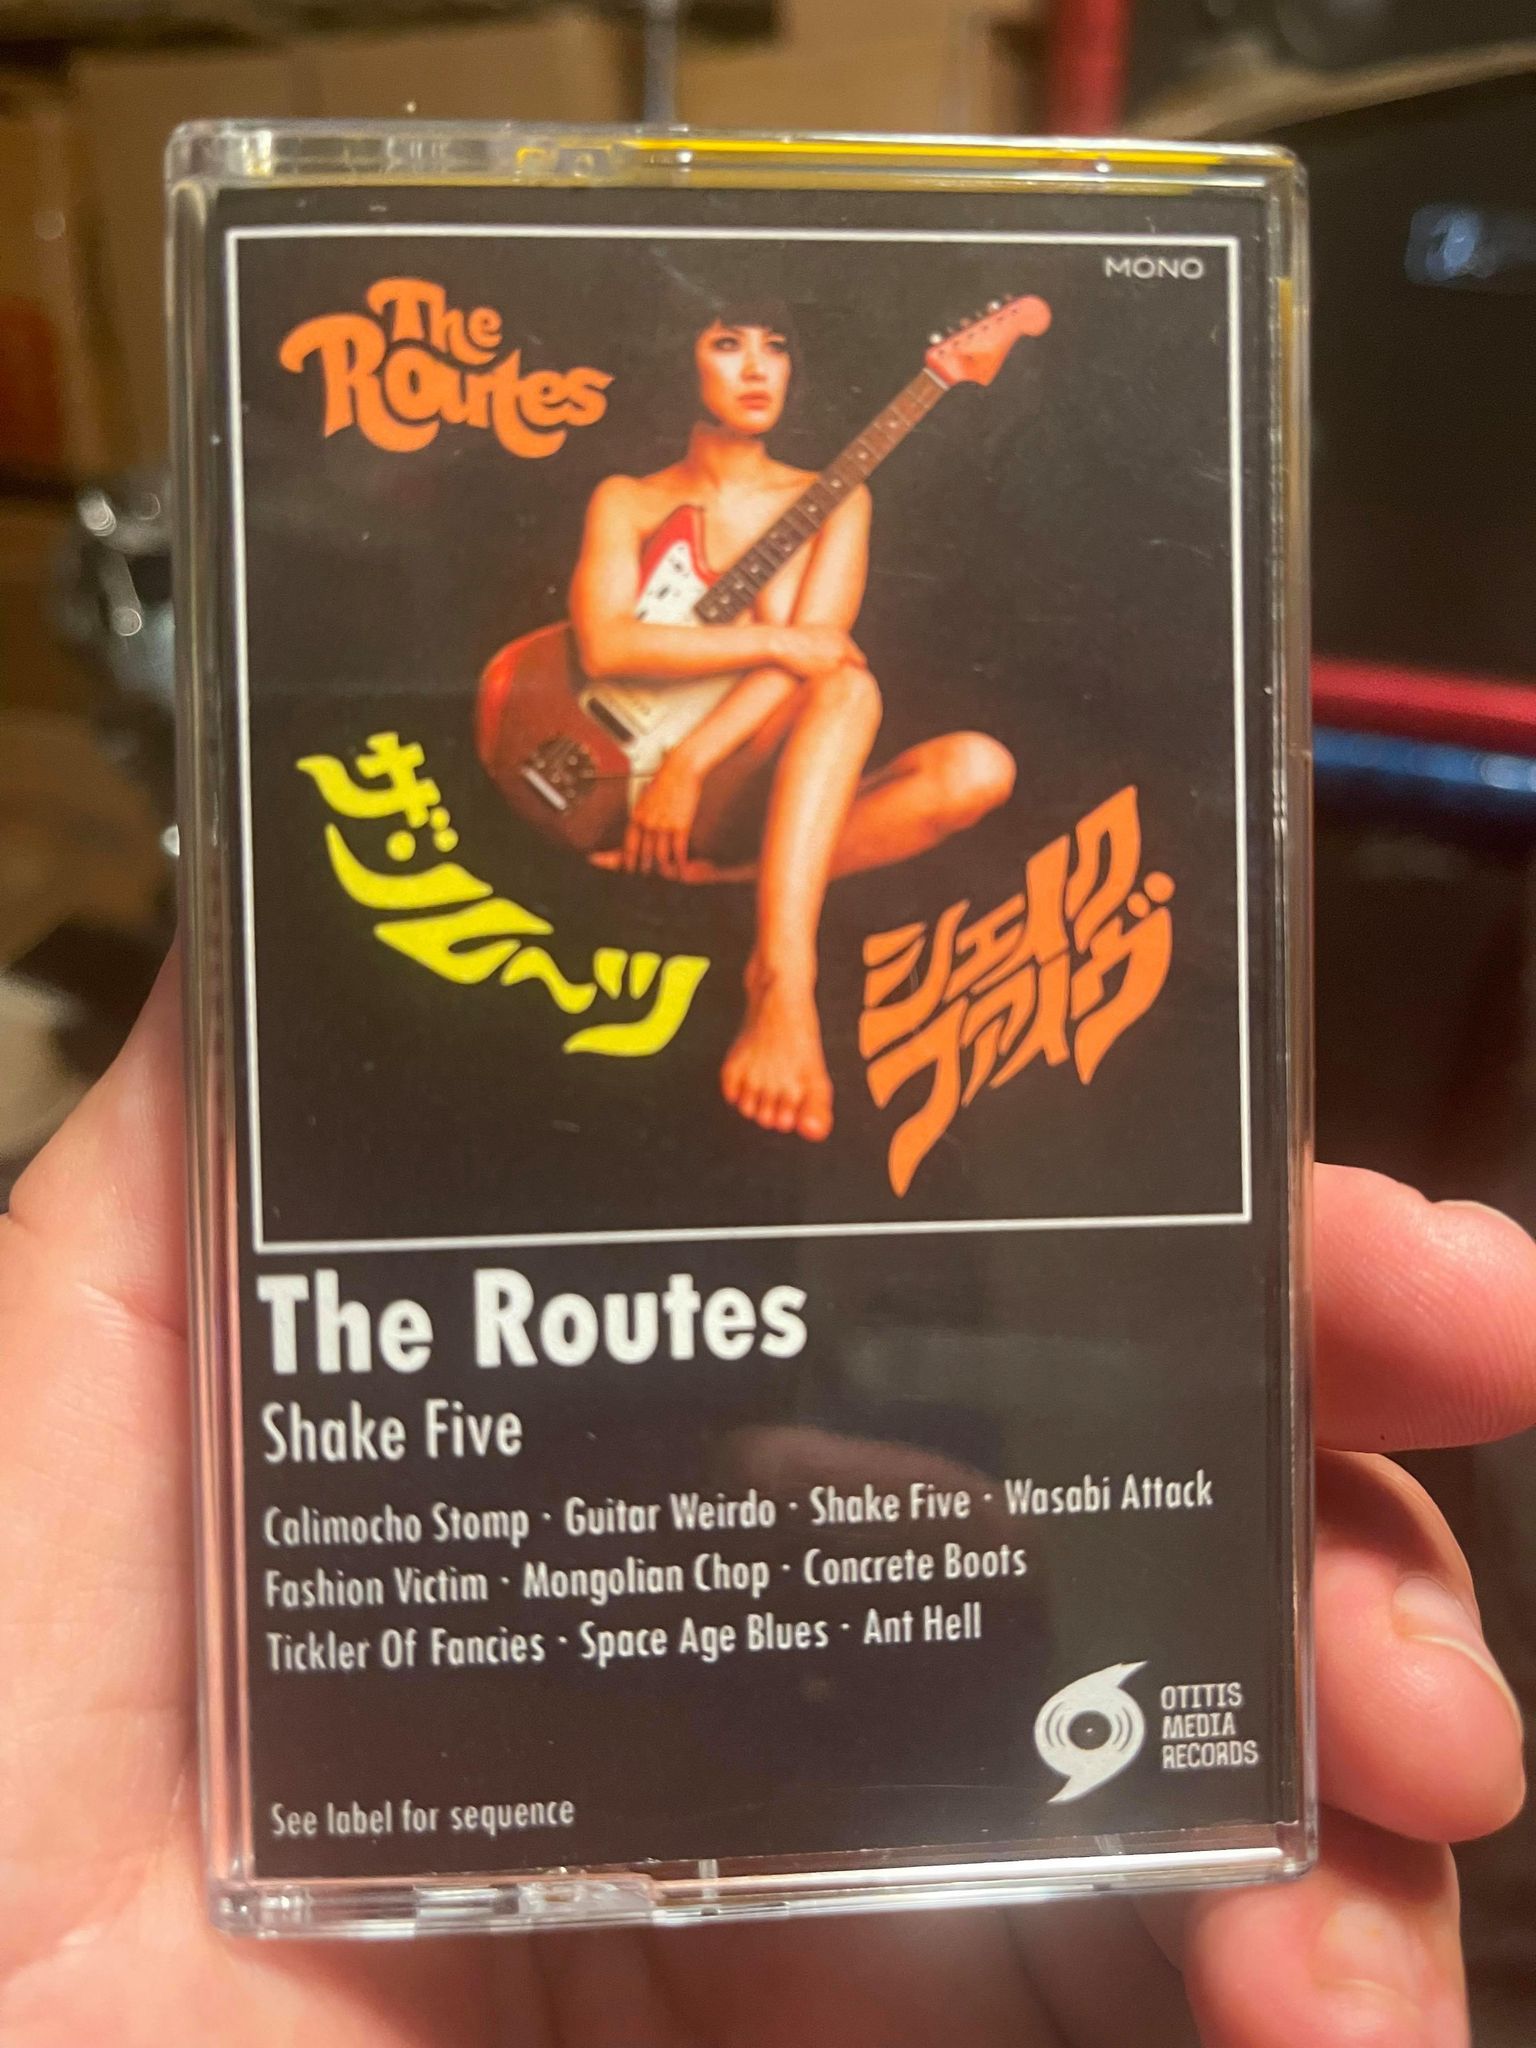 MONO
The
Routes
ザ・ルーツ
シェイク
ファイヴ
The Routes
Shake Five
Calimocho Stomp · Guitar Weirdo · Shake Five · Wasabi Attack
Fashion Victim · Mongolian Chop · Concrete Boots
Tickler Of Fancies · Space Age Blues · Ant Hell
OTITIS
MEDIA
RECORDS
See label for sequence